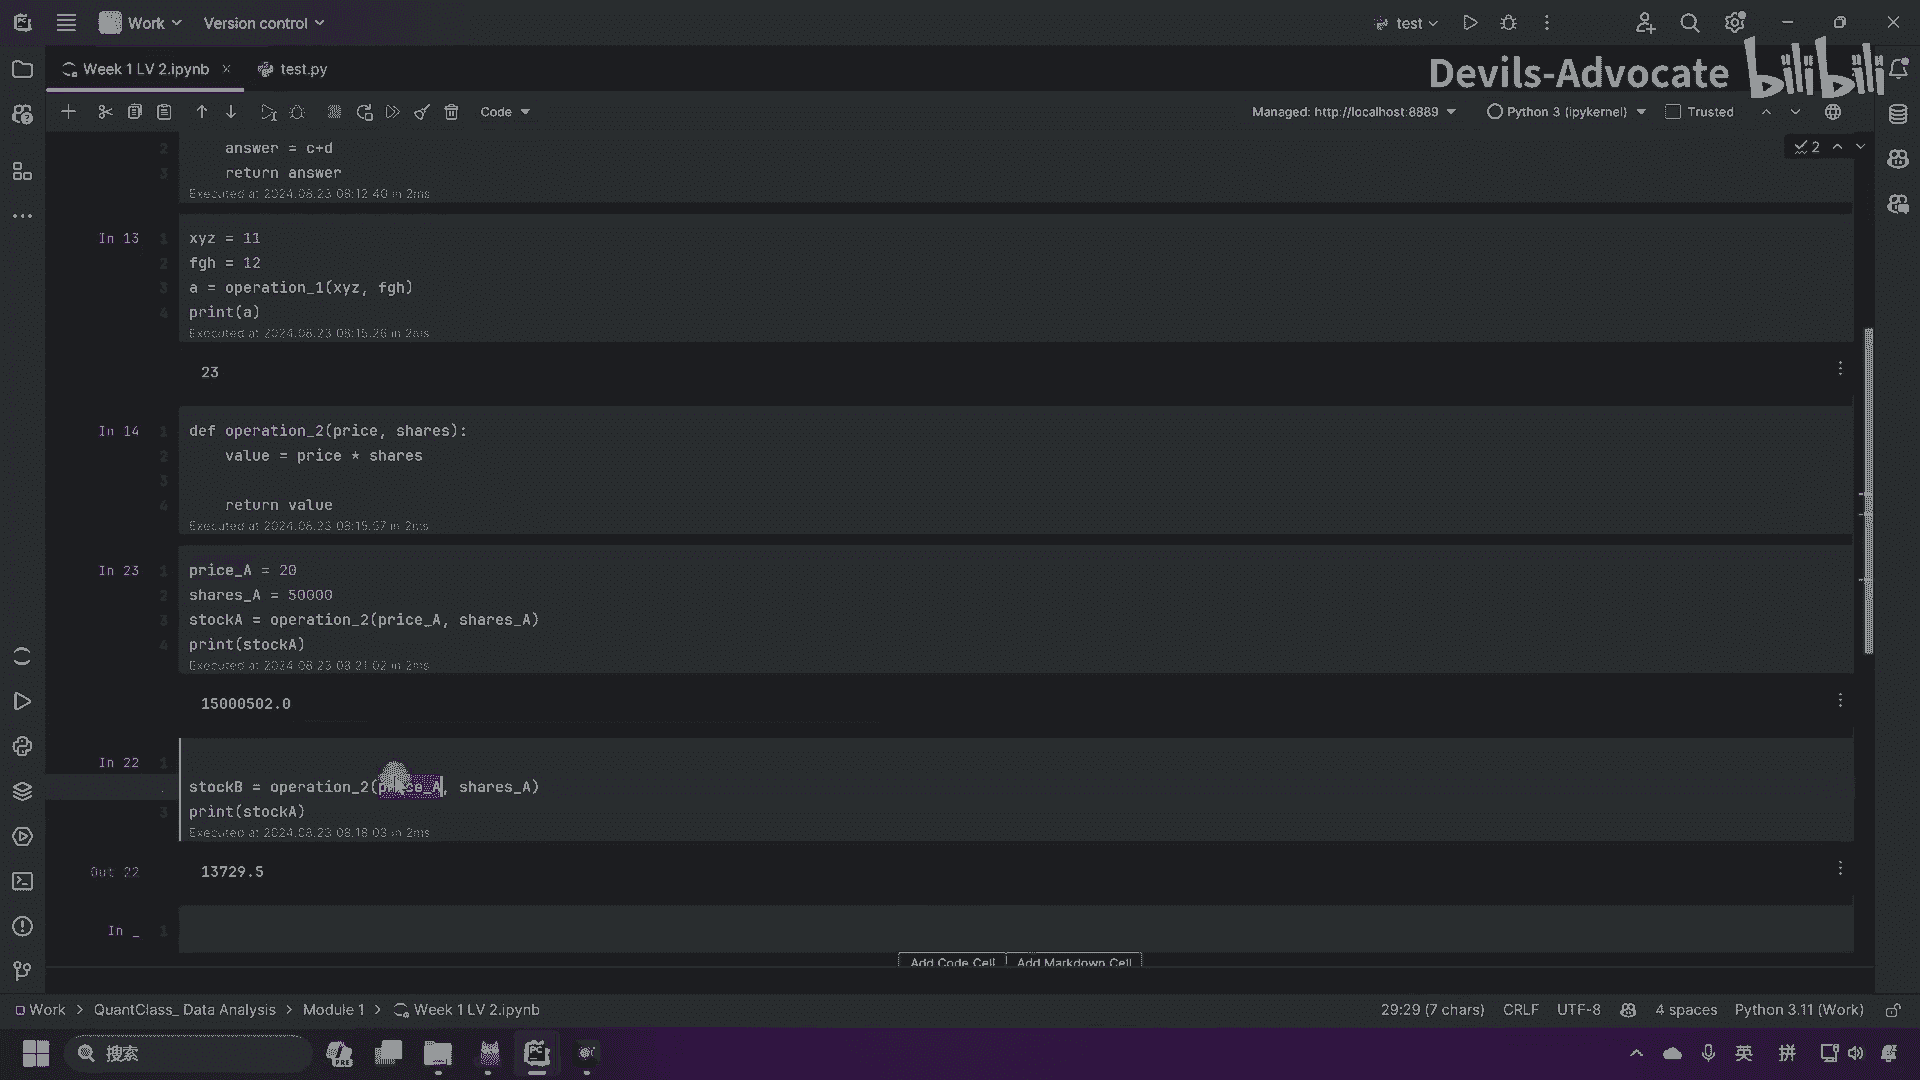 Work
Version control
test
Week 1 LV 2.ipynb
test.py
Devils-Advocate bilibili
Code
Managed: http://localhost:8889
Python 3 (ipykernel)
Trusted
2 answer = c+d
2
3 return answer
Executed at 2024.08.23 08:12:40 in 2ms
In 13 1 xyz = 11
2 fgh = 12
3 a = operation_1(xyz, fgh)
4 print(a)
Executed at 2024.08.23 08:15:26 in 2ms
23
In 14 1 def operation_2(price, shares):
2 value = price * shares
3
4 return value
Executed at 2024.08.23 08:15:57 in 2ms
In 23 1 price_A = 20
2 shares_A = 50000
3 stockA = operation_2(price_A, shares_A)
4 print(stockA)
Executed at 2024.08.23 08:21:02 in 2ms
15000502.0
In 22 1
stockB = operation_2(price_A, shares_A)
3 print(stockA)
Executed at 2024.08.23 08:18:03 in 2ms
Out 22 13729.5
In _ 1
Add Code Cell Add Markdown Cell
Work > QuantClass_ Data Analysis > Module 1 > Week 1 LV 2.ipynb
29:29 (7 chars) CRLF UTF-8 4 spaces Python 3.11 (Work)
搜索
PRE
英 拼